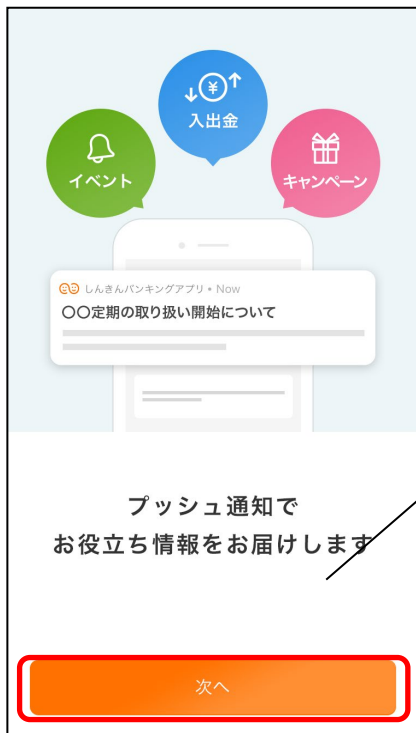 入出金
イベント
キャンペーン
しんきんバンキングアプリ • Now
〇〇定期の取り扱い開始について
プッシュ通知で
お役立ち情報をお届けします
次へ